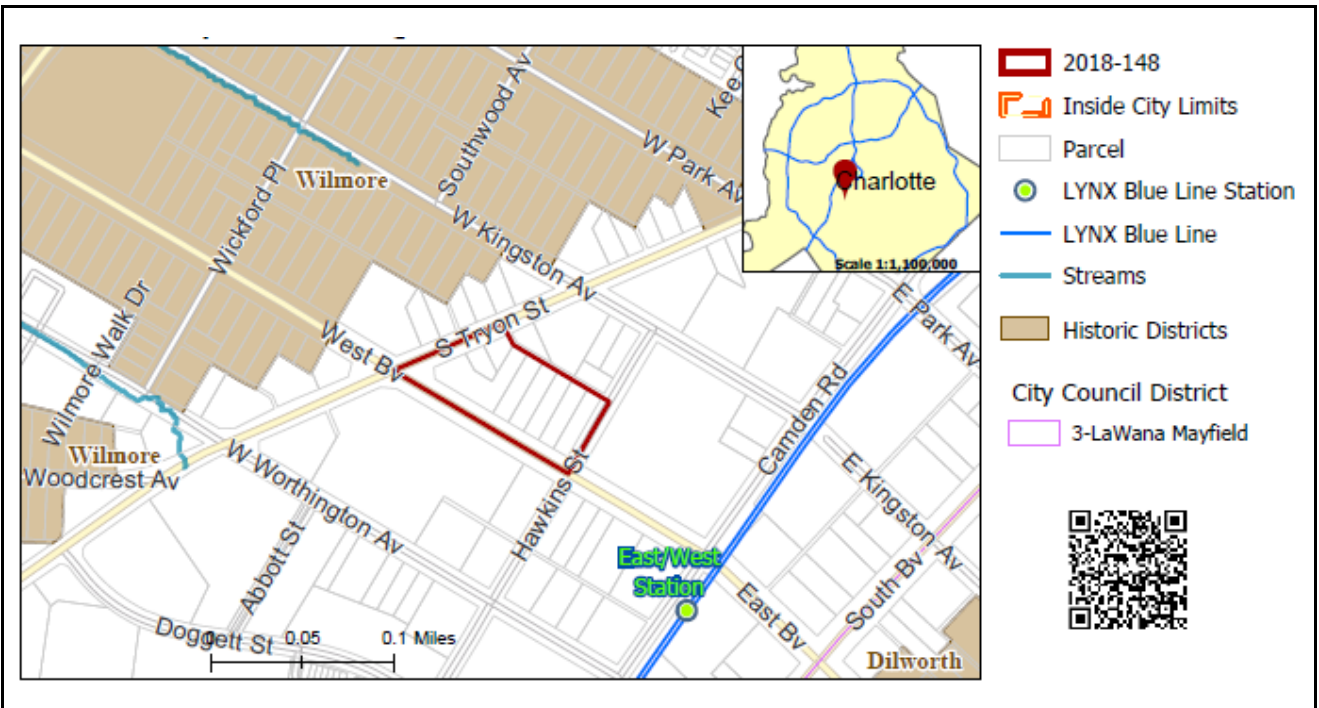 Kee
Southwood Av
W Park Av
Wilmore
Wickford Pl
W Kingston Av
Charlotte
Scale 1:1,100,000
E Park Av
S Tryon St
West Bv
Wilmore Walk Dr
Camden Rd
Wilmore
Woodcrest Av
W Worthington Av
Hawkins St
E Kingston Av
Abbott St
East/West
Station
South Bv
East Bv
Doggett St
0 0.05 0.1 Miles
Dilworth
2018-148
Inside City Limits
Parcel
LYNX Blue Line Station
LYNX Blue Line
Streams
Historic Districts
City Council District
3-LaWana Mayfield